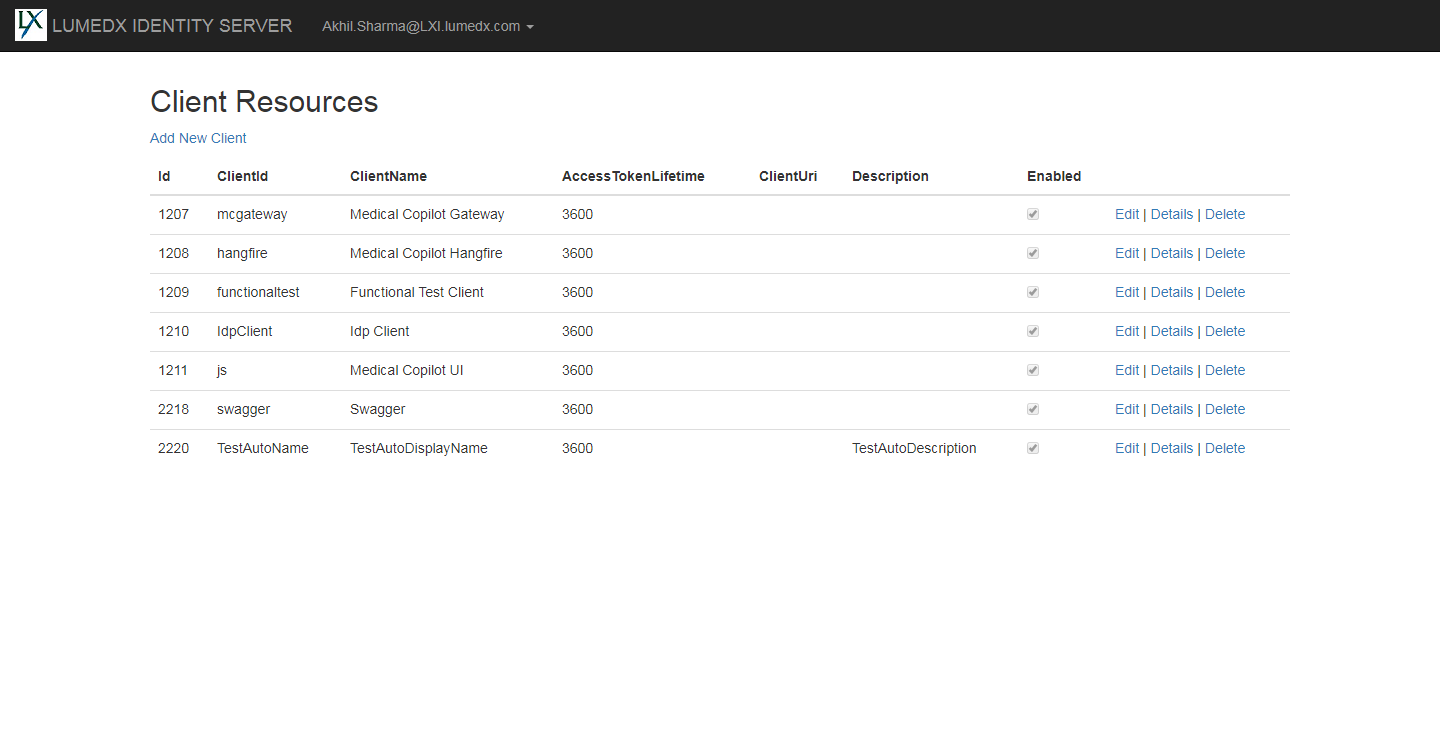 LX LUMEDX IDENTITY SERVER Akhil.Sharma@LXI.lumedx.com
Client Resources
Add New Client
Id ClientId ClientName AccessTokenLifetime ClientUri Description Enabled
1207 mcgateway Medical Copilot Gateway 3600 Edit | Details | Delete
1208 hangfire Medical Copilot Hangfire 3600 Edit | Details | Delete
1209 functionaltest Functional Test Client 3600 Edit | Details | Delete
1210 IdpClient Idp Client 3600 Edit | Details | Delete
1211 js Medical Copilot UI 3600 Edit | Details | Delete
2218 swagger Swagger 3600 Edit | Details | Delete
2220 TestAutoName TestAutoDisplayName 3600 TestAutoDescription Edit | Details | Delete